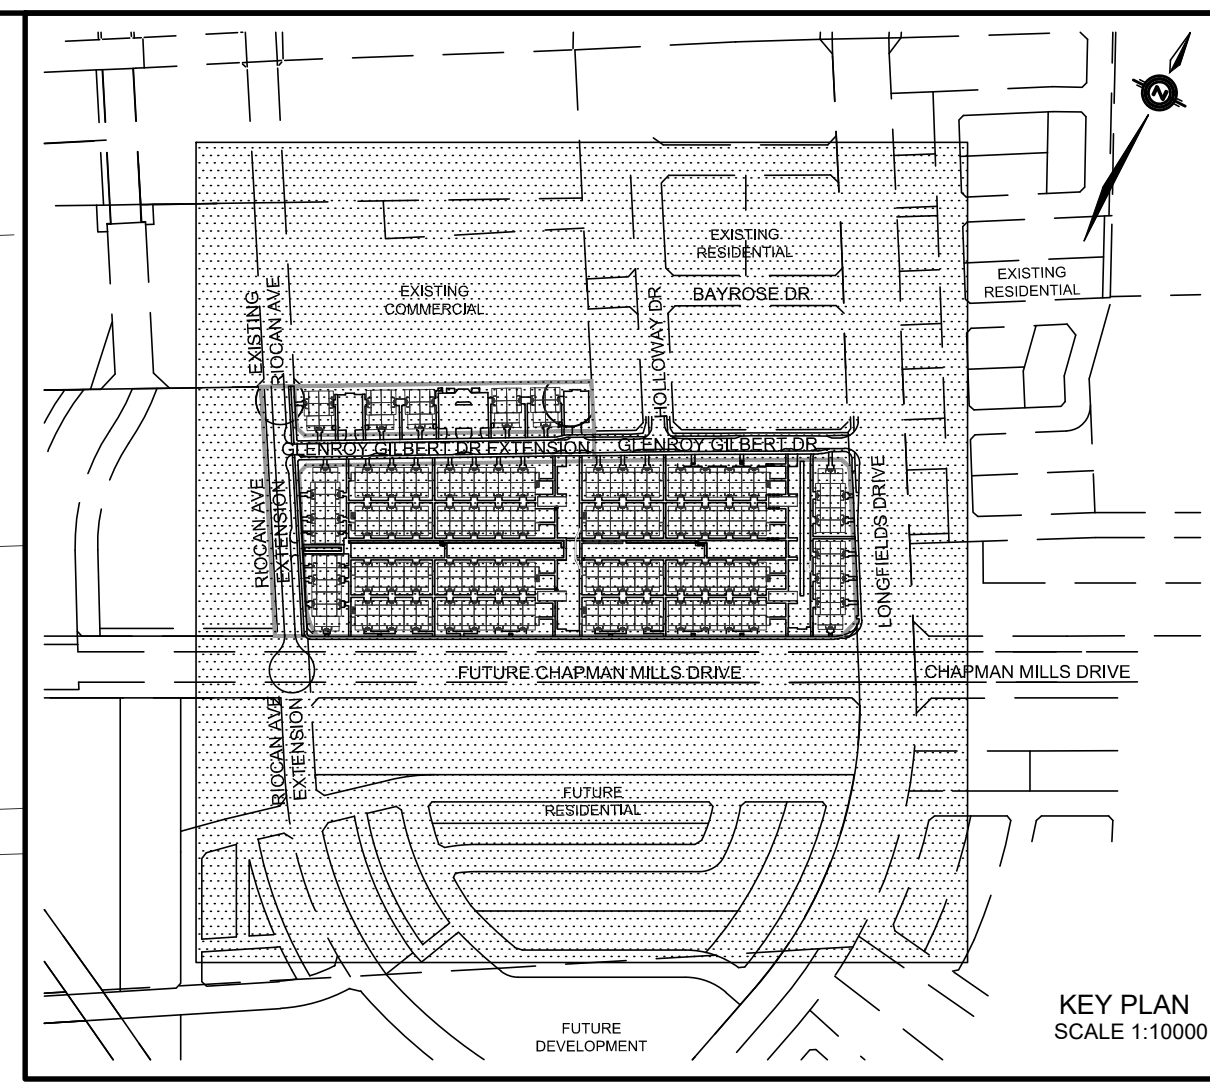 N
EXISTING
RESIDENTIAL
EXISTING
RESIDENTIAL
EXISTING
COMMERCIAL
BAYROSE DR
EXISTING
RIOCAN AVE
HOLLOWAY DR
GLENROY GILBERT DR EXTENSION
GLENROY GILBERT DR
RIOCAN AVE
EXTENSION
LONGFIELDS DRIVE
FUTURE CHAPMAN MILLS DRIVE
CHAPMAN MILLS DRIVE
RIOCAN AVE
EXTENSION
FUTURE
RESIDENTIAL
FUTURE
DEVELOPMENT
KEY PLAN
SCALE 1:10000